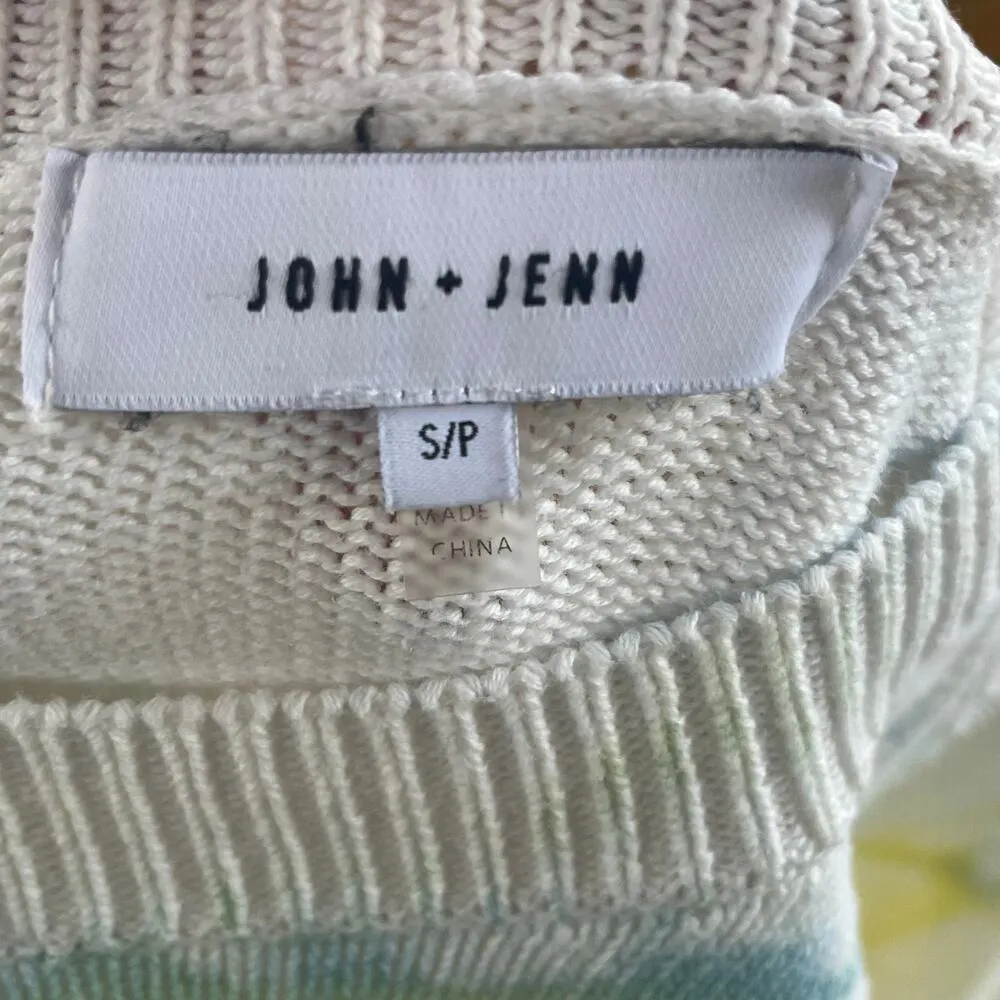 JOHN + JENN
S/P
MADE I
CHINA